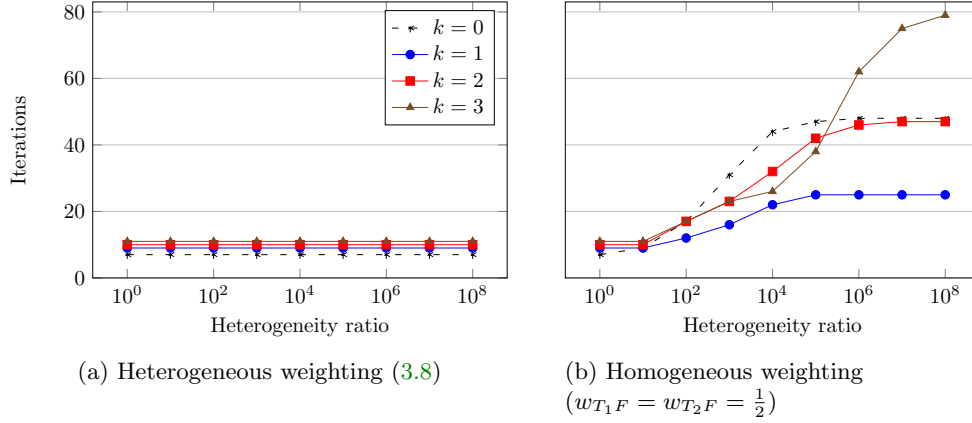 80
60
40
20
0
Iterations
k = 0
k = 1
k = 2
k = 3
10^0 10^2 10^4 10^6 10^8
Heterogeneity ratio
10^0 10^2 10^4 10^6 10^8
Heterogeneity ratio
(a) Heterogeneous weighting (3.8)
(b) Homogeneous weighting
(w_{T_1F} = w_{T_2F} = \frac{1}{2})